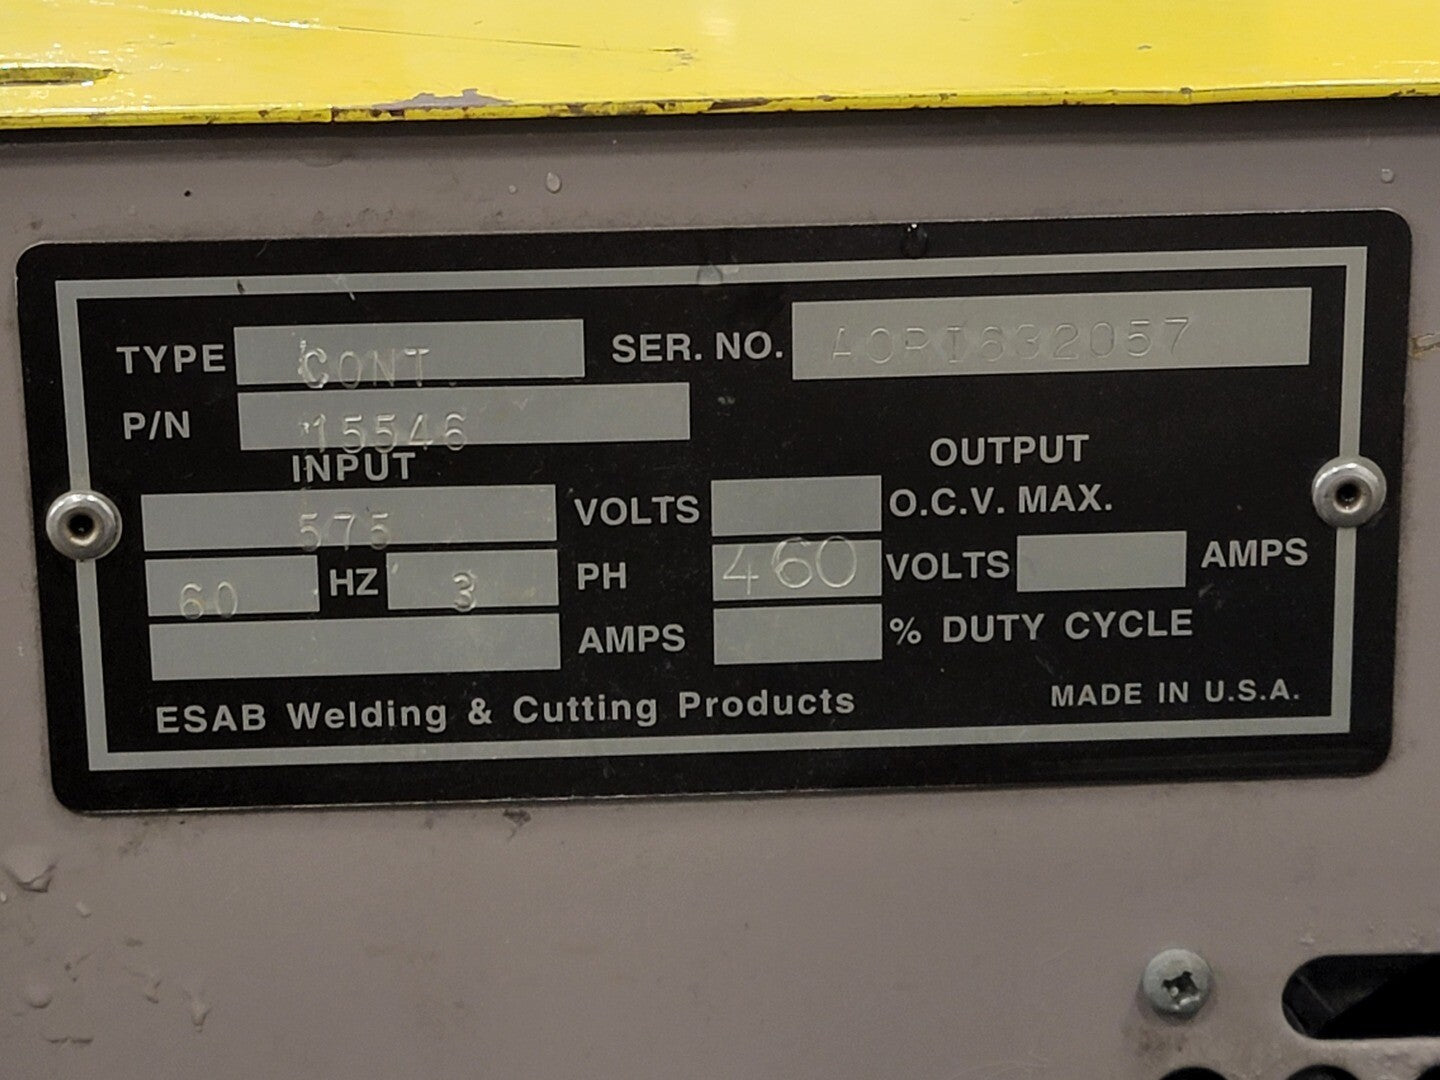 TYPE CONT. SER. NO. AOPI632057
P/N 15546
INPUT OUTPUT
575 VOLTS O.C.V. MAX.
60 HZ 3 PH 460 VOLTS AMPS
AMPS % DUTY CYCLE
ESAB Welding & Cutting Products MADE IN U.S.A.